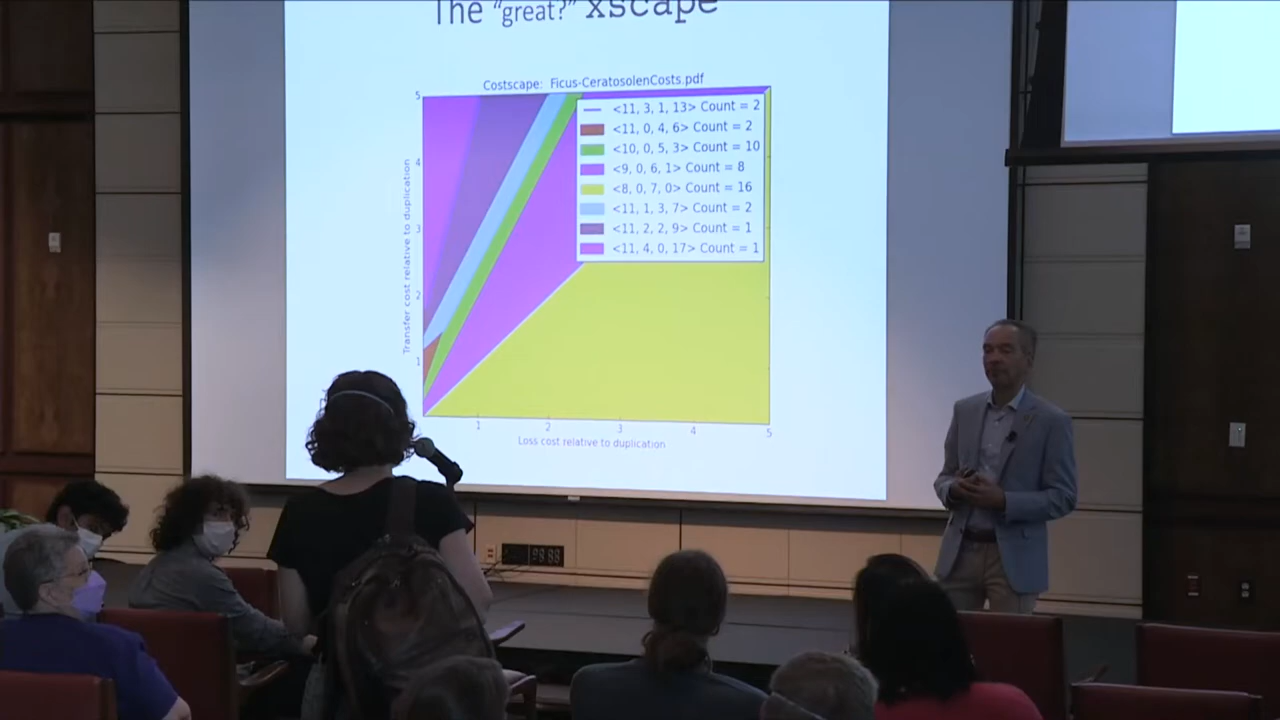 The "great?" xscape
Costscape: Ficus-CeratosolenCosts.pdf
<11, 3, 1, 13> Count = 2
<11, 0, 4, 6> Count = 2
<10, 0, 5, 3> Count = 10
<9, 0, 6, 1> Count = 8
<8, 0, 7, 0> Count = 16
<11, 1, 3, 7> Count = 2
<11, 2, 2, 9> Count = 1
<11, 4, 0, 17> Count = 1
Transfer cost relative to duplication
5
4
3
2
1
1 2 3 4 5
Loss cost relative to duplication